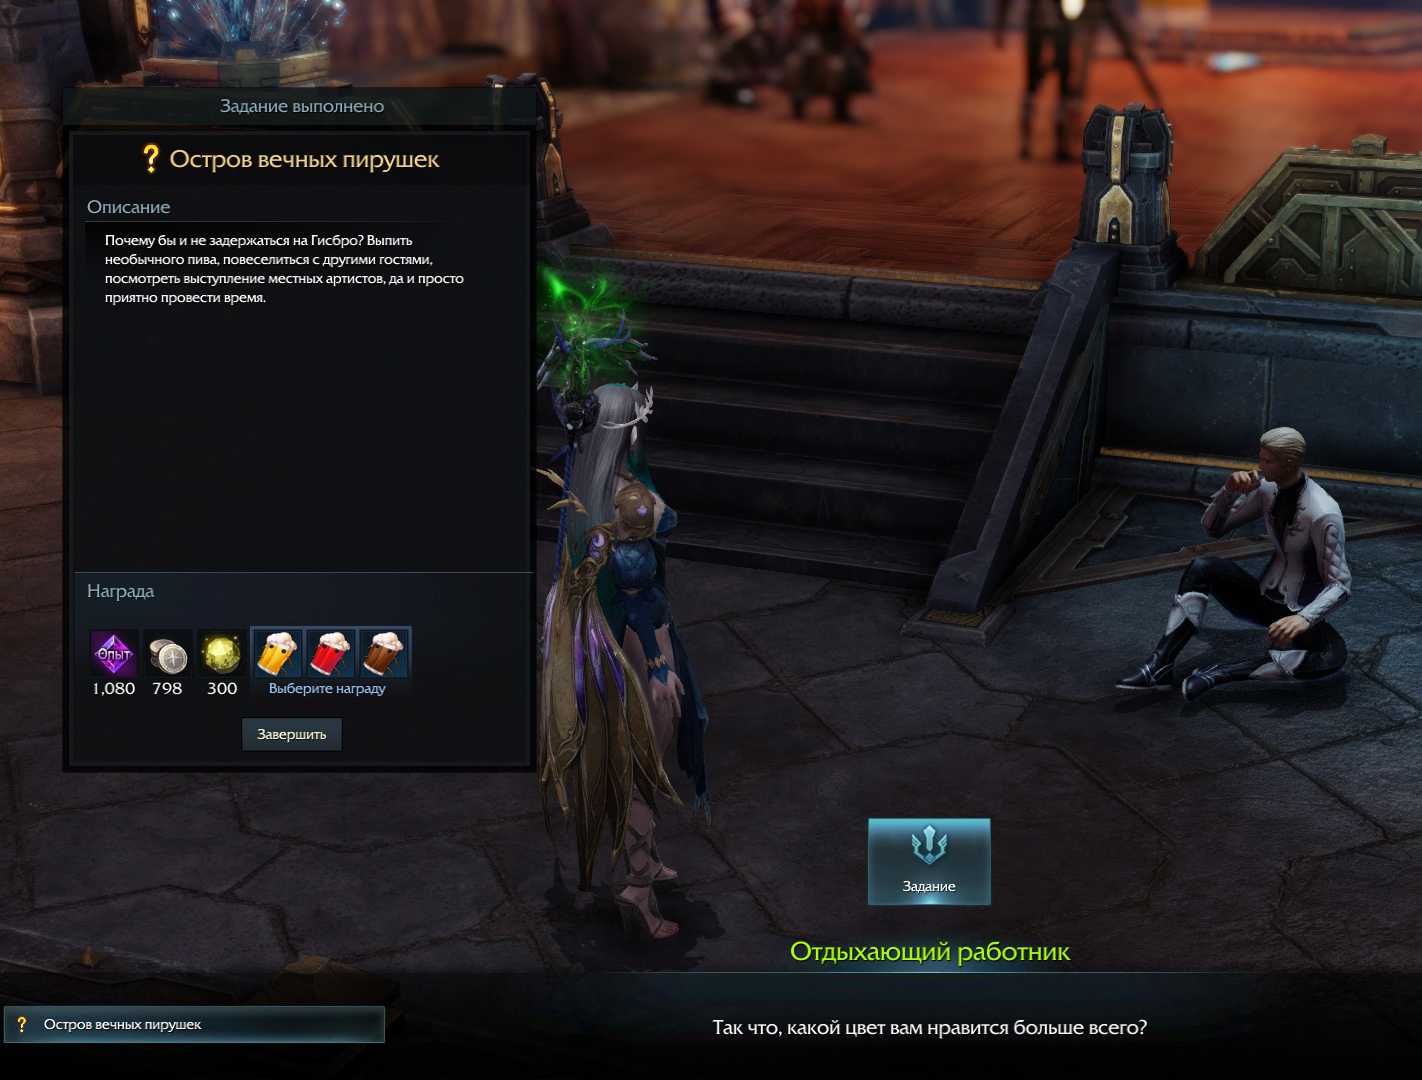 Задание выполнено
? Остров вечных пирушек
Описание
Почему бы и не задержаться на Гисбро? Выпить
необычного пива, повеселиться с другими гостями,
посмотреть выступление местных артистов, да и просто
приятно провести время.
Награда
Опыт
1,080 798 300 Выберите награду
Завершить
Задание
Отдыхающий работник
? Остров вечных пирушек
Так что, какой цвет вам нравится больше всего?